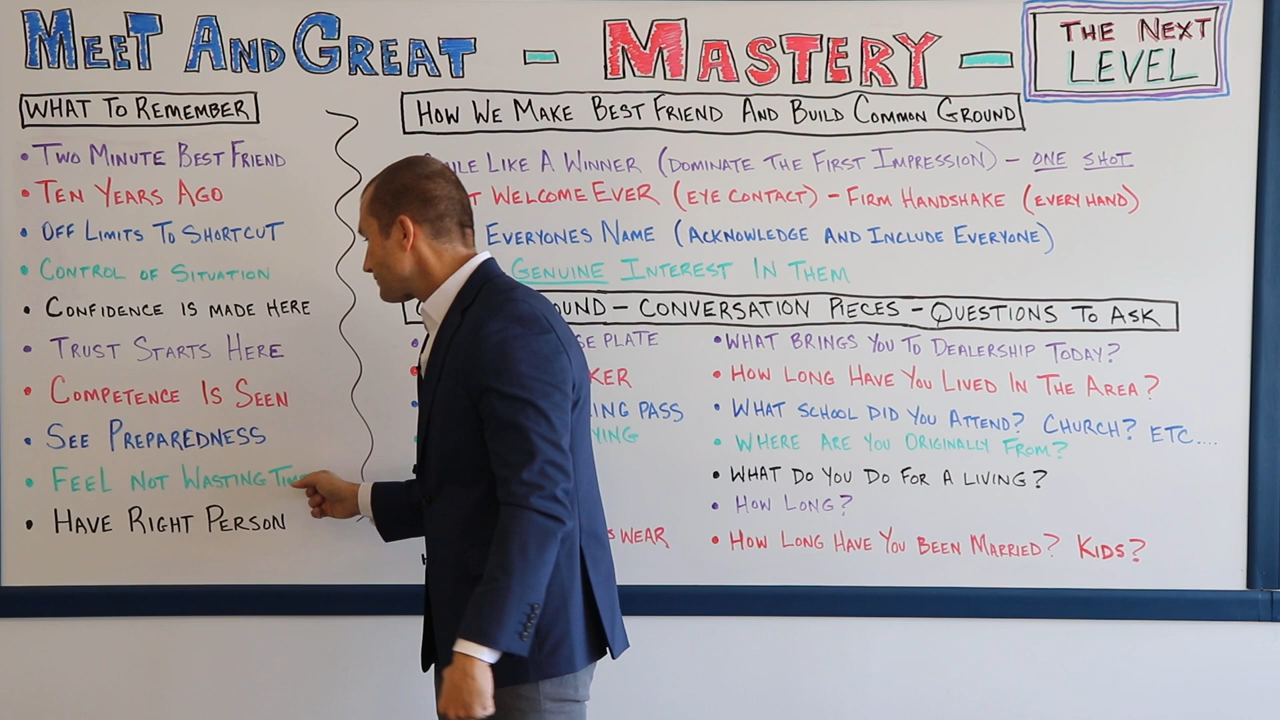 MEET AND GREAT - MASTERY - THE NEXT LEVEL
WHAT TO REMEMBER
• TWO MINUTE BEST FRIEND
• TEN YEARS AGO
• OFF LIMITS TO SHORTCUT
• CONTROL OF SITUATION
• CONFIDENCE IS MADE HERE
• TRUST STARTS HERE
• COMPETENCE IS SEEN
• SEE PREPAREDNESS
• FEEL NOT WASTING
• HAVE RIGHT PERSON
HOW WE MAKE BEST FRIEND AND BUILD COMMON GROUND
LIKE A WINNER (DOMINATE THE FIRST IMPRESSION) - ONE SHOT
WELCOME EVER (EYE CONTACT) - FIRM HANDSHAKE (EVERY HAND)
EVERYONES NAME (ACKNOWLEDGE AND INCLUDE EVERYONE)
GENUINE INTEREST IN THEM
- CONVERSATION PIECES - QUESTIONS TO ASK
PLATE
PASS
WEAR
• WHAT BRINGS YOU TO DEALERSHIP TODAY?
• HOW LONG HAVE YOU LIVED IN THE AREA?
• WHAT SCHOOL DID YOU ATTEND? CHURCH? ETC....
• WHERE ARE YOU ORIGINALLY FROM?
• WHAT DO YOU DO FOR A LIVING?
• HOW LONG?
• HOW LONG HAVE YOU BEEN MARRIED? KIDS?